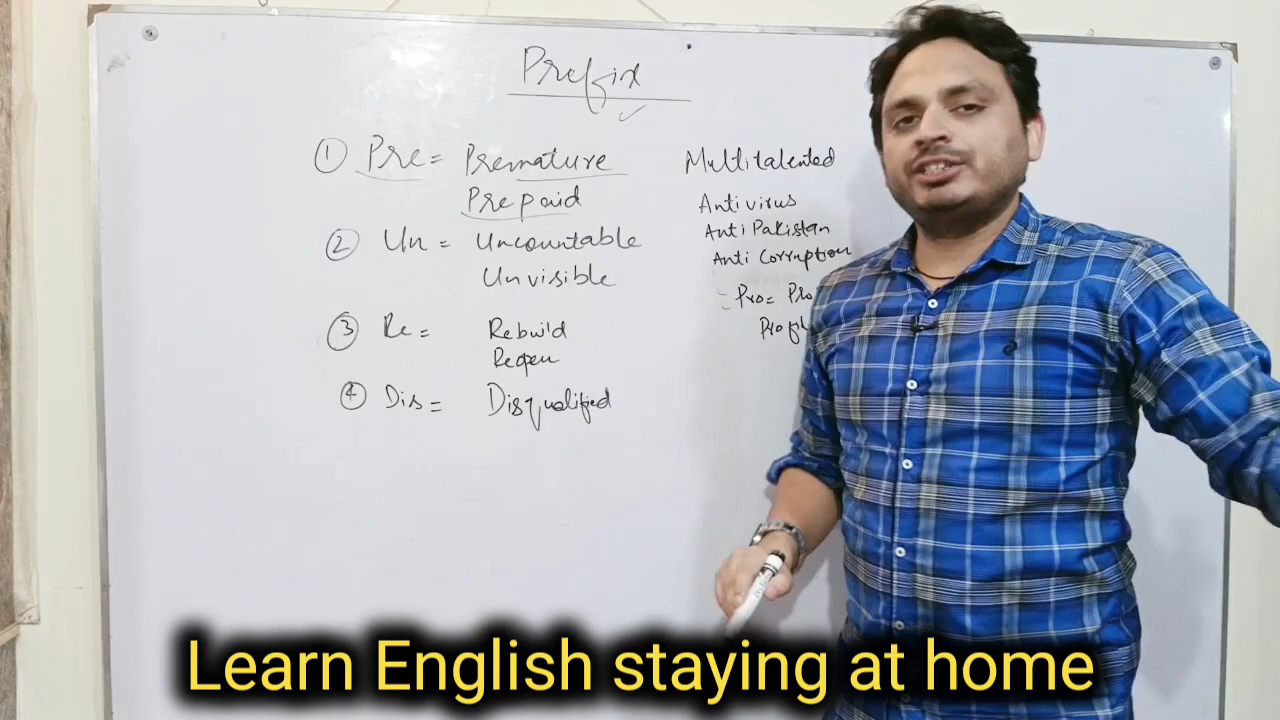 Prefix
① Pre = Premature
Prepaid
② Un = Uncountable
Unvisible
③ Re = Rebuild
Reopen
④ Dis = Disqualified
Multitalented
Antivirus
Anti Pakistan
Anti Corruption
Pro =
Learn English staying at home